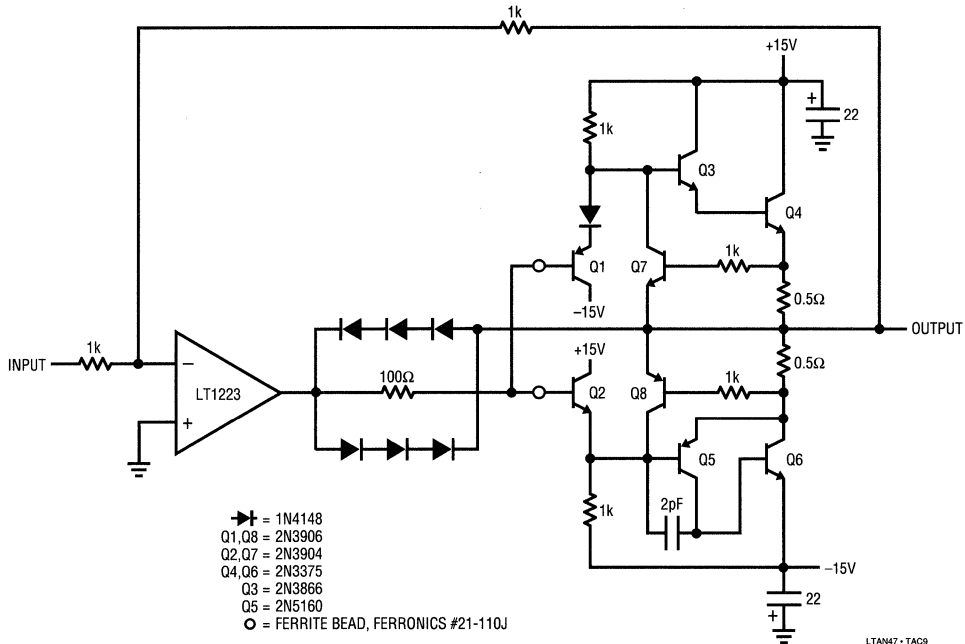 1k
+15V
+
22
1k
Q3
Q4
1k
Q1
Q7
0.5Ω
–15V
OUTPUT
0.5Ω
+15V
1k
INPUT
1k
–
LT1223
+
100Ω
Q2
Q8
1k
Q5
Q6
2pF
1k
–15V
22
+
= 1N4148
Q1,Q8 = 2N3906
Q2,Q7 = 2N3904
Q4,Q6 = 2N3375
Q3 = 2N3866
Q5 = 2N5160
= FERRITE BEAD, FERRONICS #21-110J
LTAN47 • TAC9